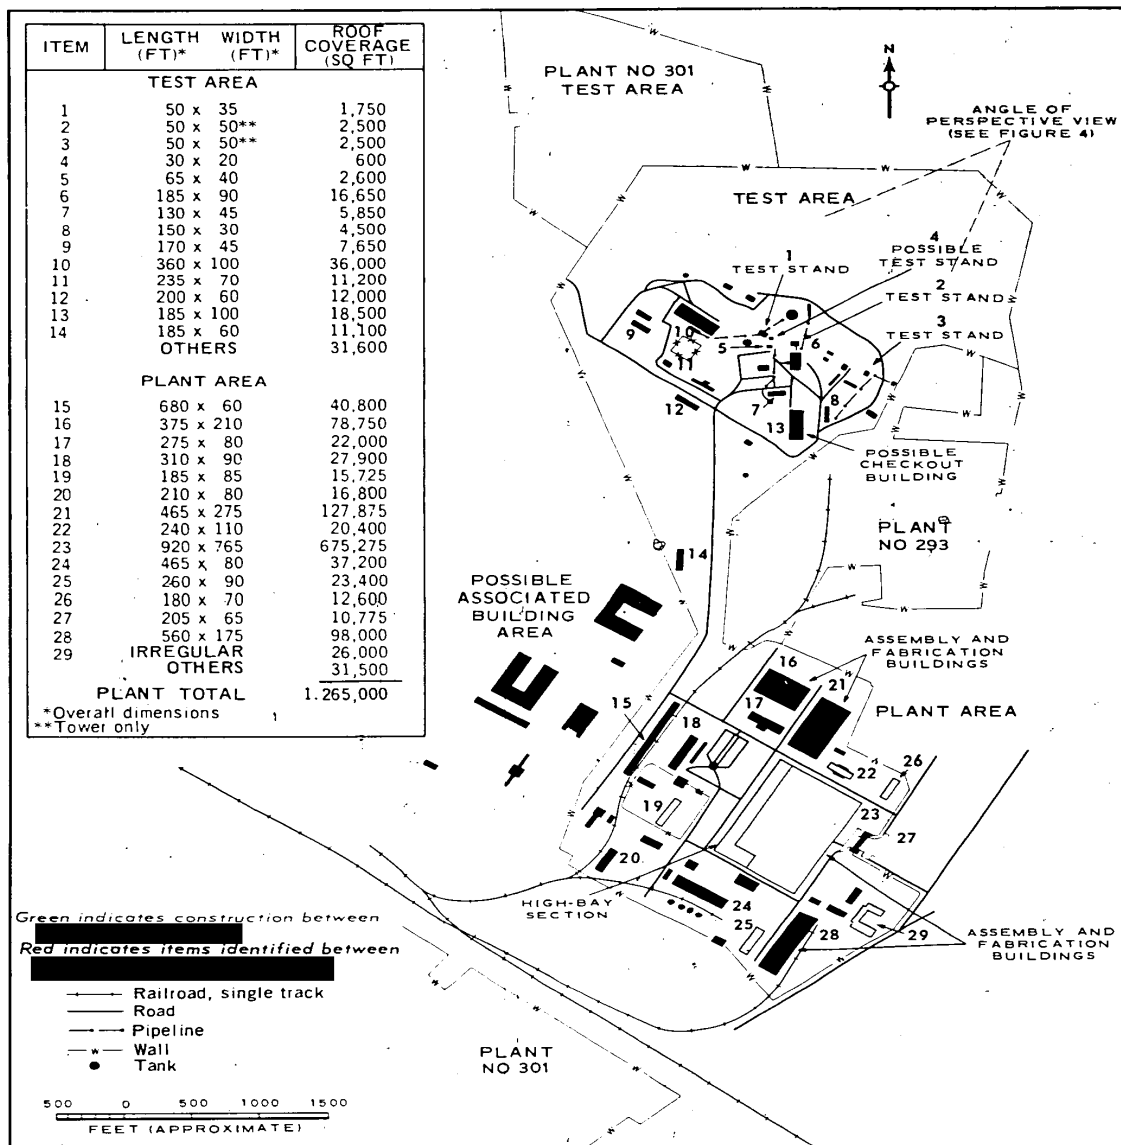 ITEM LENGTH (FT)* WIDTH (FT)* ROOF COVERAGE (SQ FT)
TEST AREA
1 50 x 35 1,750
2 50 x 50** 2,500
3 50 x 50** 2,500
4 30 x 20 600
5 65 x 40 2,600
6 185 x 90 16,650
7 130 x 45 5,850
8 150 x 30 4,500
9 170 x 45 7,650
10 360 x 100 36,000
11 235 x 70 11,200
12 200 x 60 12,000
13 185 x 100 18,500
14 185 x 60 11,100
OTHERS 31,600
PLANT AREA
15 680 x 60 40,800
16 375 x 210 78,750
17 275 x 80 22,000
18 310 x 90 27,900
19 185 x 85 15,725
20 210 x 80 16,800
21 465 x 275 127,875
22 240 x 110 20,400
23 920 x 765 675,275
24 465 x 80 37,200
25 260 x 90 23,400
26 180 x 70 12,600
27 205 x 65 10,775
28 560 x 175 98,000
29 IRREGULAR 26,000
OTHERS 31,500
PLANT TOTAL 1.265,000
*Overall dimensions
**Tower only
PLANT NO 301
TEST AREA
N
ANGLE OF
PERSPECTIVE VIEW
(SEE FIGURE 4)
TEST AREA
4
POSSIBLE
TEST STAND
1
TEST STAND
2
TEST STAND
3
TEST STAND
9
10
11
5
6
12
7
8
13
POSSIBLE
CHECKOUT
BUILDING
PLANT
NO 293
14
POSSIBLE
ASSOCIATED
BUILDING
AREA
ASSEMBLY AND
FABRICATION
BUILDINGS
16
21
17
15
18
PLANT AREA
22
26
19
23
27
20
HIGH-BAY
SECTION
24
25
28
29
ASSEMBLY AND
FABRICATION
BUILDINGS
Green indicates construction between
Red indicates items identified between
Railroad, single track
Road
Pipeline
W Wall
Tank
PLANT
NO 301
500 0 500 1000 1500
FEET (APPROXIMATE)